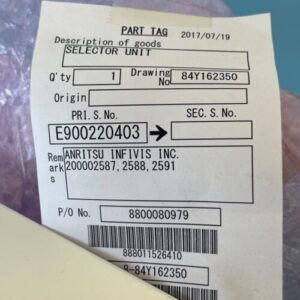 PART TAG 2017/07/19
Description of goods
SELECTOR UNIT
Q'ty 1 Drawing No 84Y162350
Origin
PRI. S. No. SEC. S. No.
E900220403 →
Remarks ANRITSU INFIVIS INC.
200002587, 2588, 2591
P/O No. 8800080979
888011526410
8-84Y162350